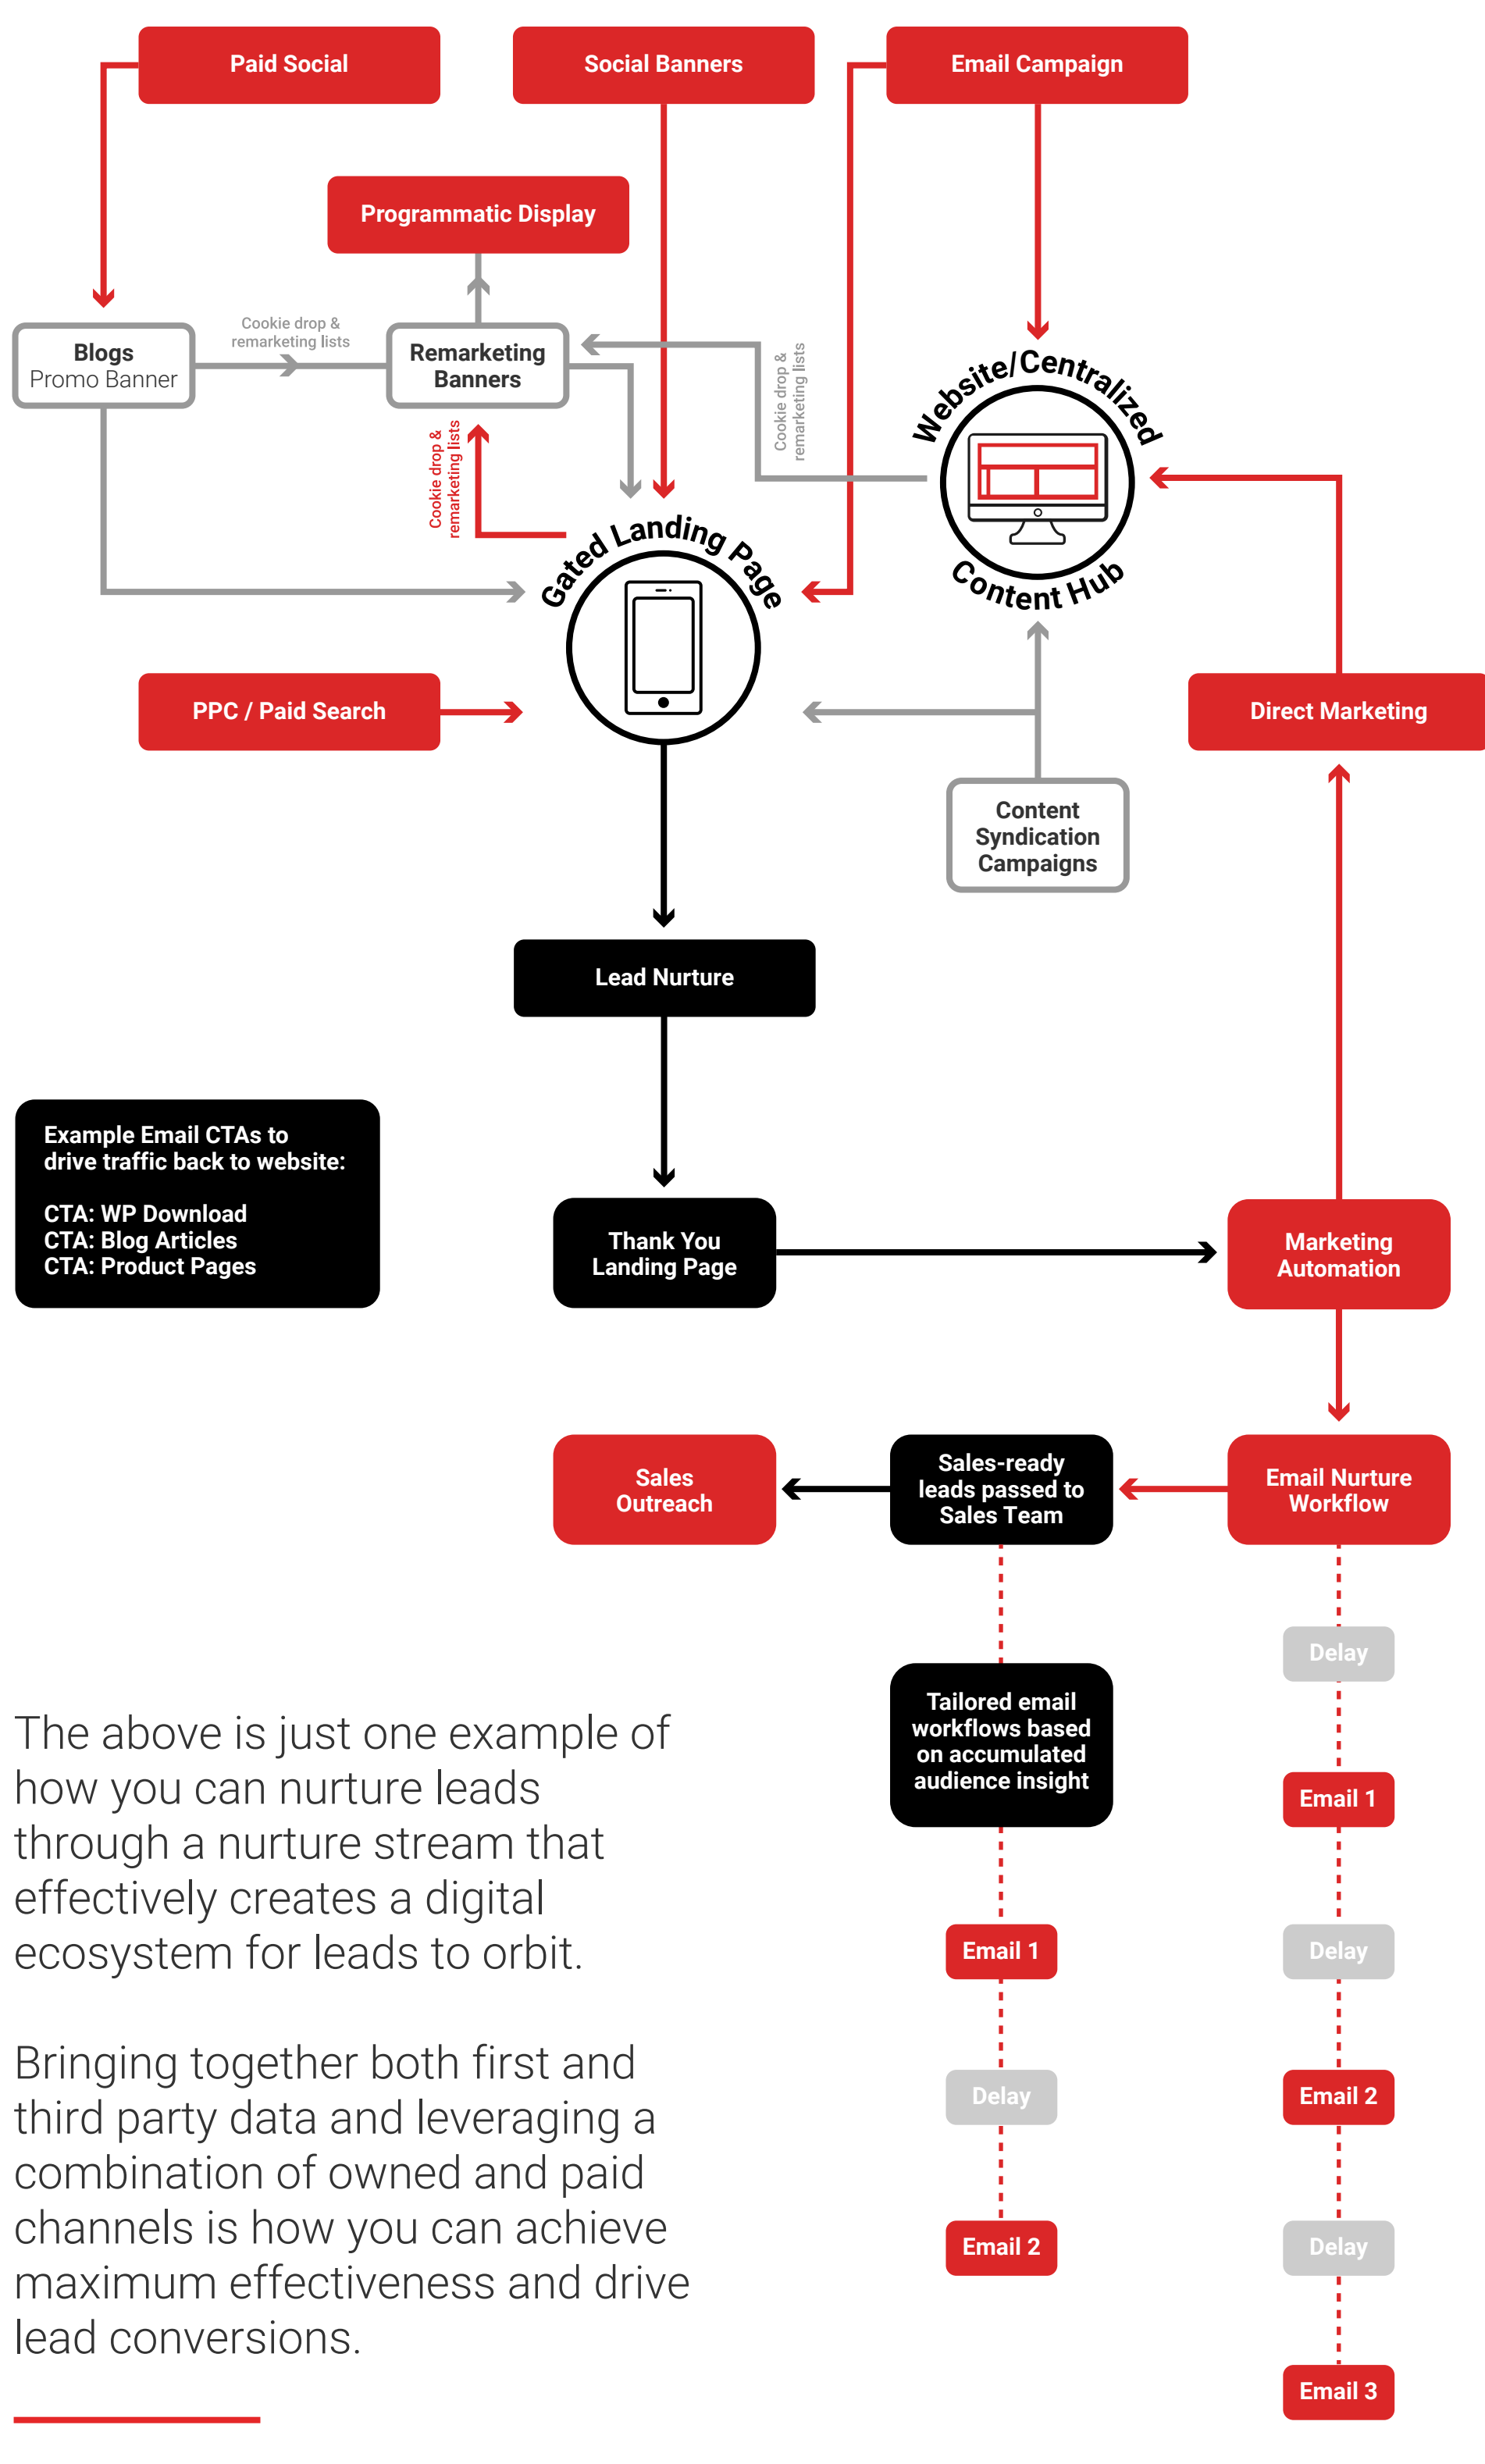 Paid Social
Social Banners
Email Campaign
Programmatic Display
Cookie drop &
remarketing lists
Blogs
Promo Banner
Remarketing
Banners
Cookie drop &
remarketing lists
Website/Centralized
Content Hub
Cookie drop &
remarketing lists
Gated Landing Page
PPC / Paid Search
Direct Marketing
Content
Syndication
Campaigns
Lead Nurture
Example Email CTAs to
drive traffic back to website:
CTA: WP Download
CTA: Blog Articles
CTA: Product Pages
Thank You
Landing Page
Marketing
Automation
Sales
Outreach
Sales-ready
leads passed to
Sales Team
Email Nurture
Workflow
Delay
Tailored email
workflows based
on accumulated
audience insight
Email 1
Email 1
Delay
Delay
Email 2
Email 2
Delay
Email 3
The above is just one example of
how you can nurture leads
through a nurture stream that
effectively creates a digital
ecosystem for leads to orbit.
Bringing together both first and
third party data and leveraging a
combination of owned and paid
channels is how you can achieve
maximum effectiveness and drive
lead conversions.